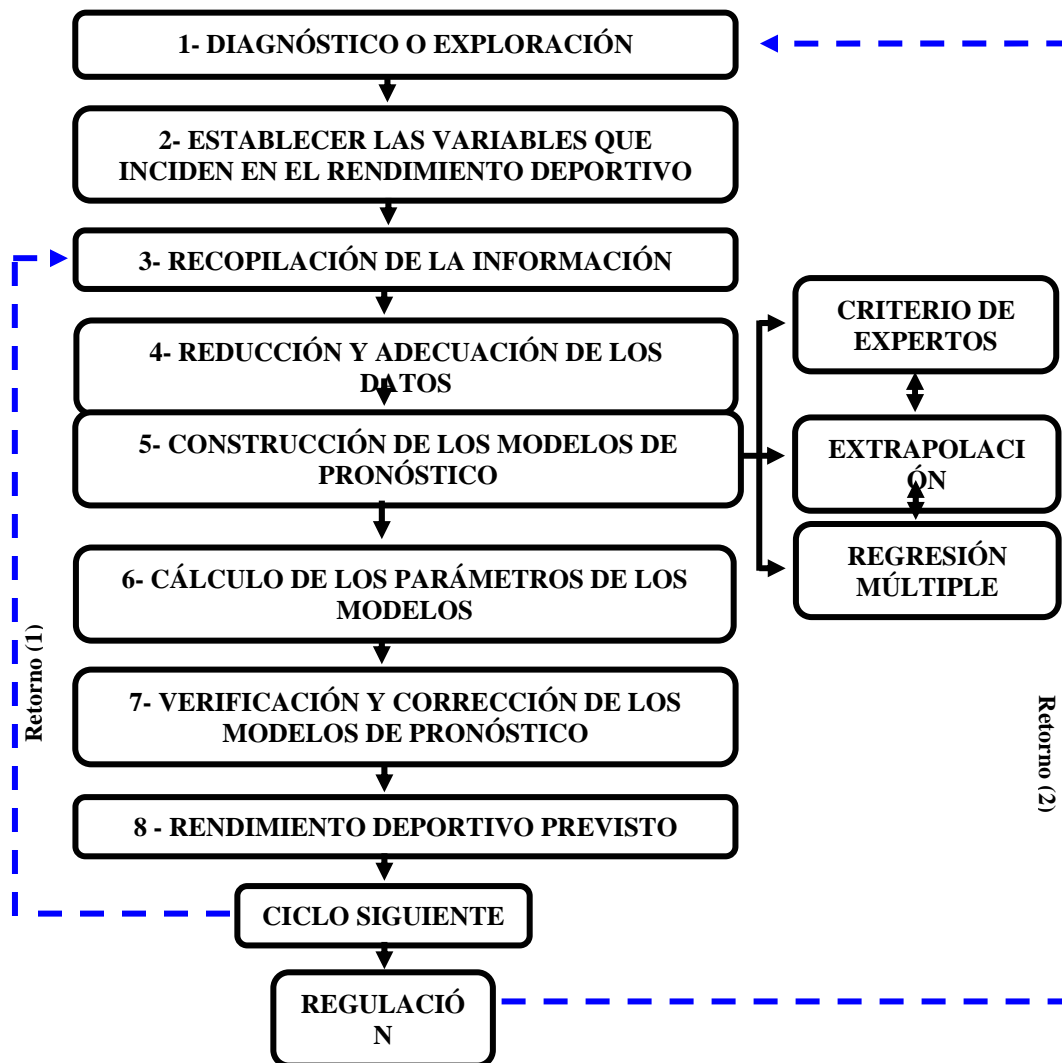 1- DIAGNÓSTICO O EXPLORACIÓN
2- ESTABLECER LAS VARIABLES QUE
INCIDEN EN EL RENDIMIENTO DEPORTIVO
3- RECOPILACIÓN DE LA INFORMACIÓN
4- REDUCCIÓN Y ADECUACIÓN DE LOS
DATOS
5- CONSTRUCCIÓN DE LOS MODELOS DE
PRONÓSTICO
CRITERIO DE
EXPERTOS
EXTRAPOLACI
ÓN
REGRESIÓN
MÚLTIPLE
6- CÁLCULO DE LOS PARÁMETROS DE LOS
MODELOS
7- VERIFICACIÓN Y CORRECCIÓN DE LOS
MODELOS DE PRONÓSTICO
8 - RENDIMIENTO DEPORTIVO PREVISTO
CICLO SIGUIENTE
REGULACIÓ
N
Retorno (1)
Retorno (2)